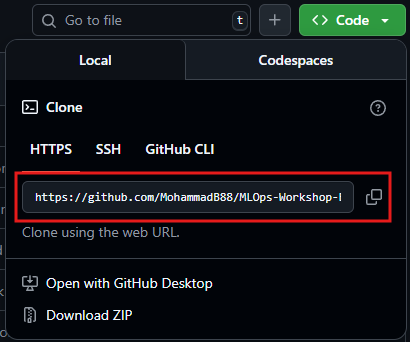 Go to file
t
Code
Local
Codespaces
Clone
HTTPS
SSH
GitHub CLI
https://github.com/MohammadB88/MLOps-Workshop-
Clone using the web URL.
Open with GitHub Desktop
Download ZIP